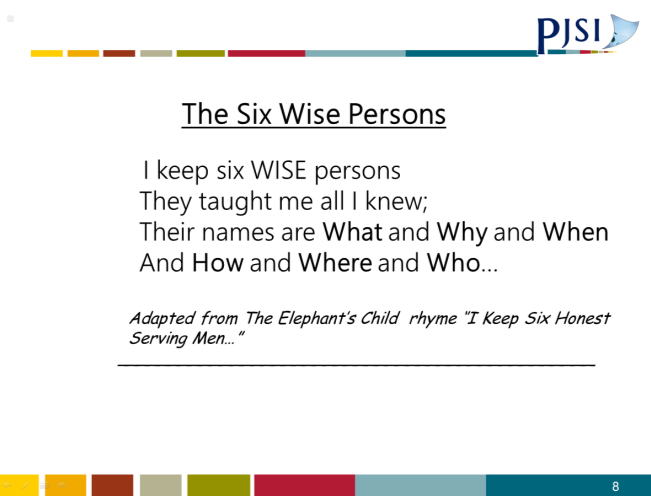 PJSI
The Six Wise Persons
I keep six WISE persons
They taught me all I knew;
Their names are What and Why and When
And How and Where and Who…
Adapted from The Elephant's Child rhyme "I Keep Six Honest
Serving Men…"
8